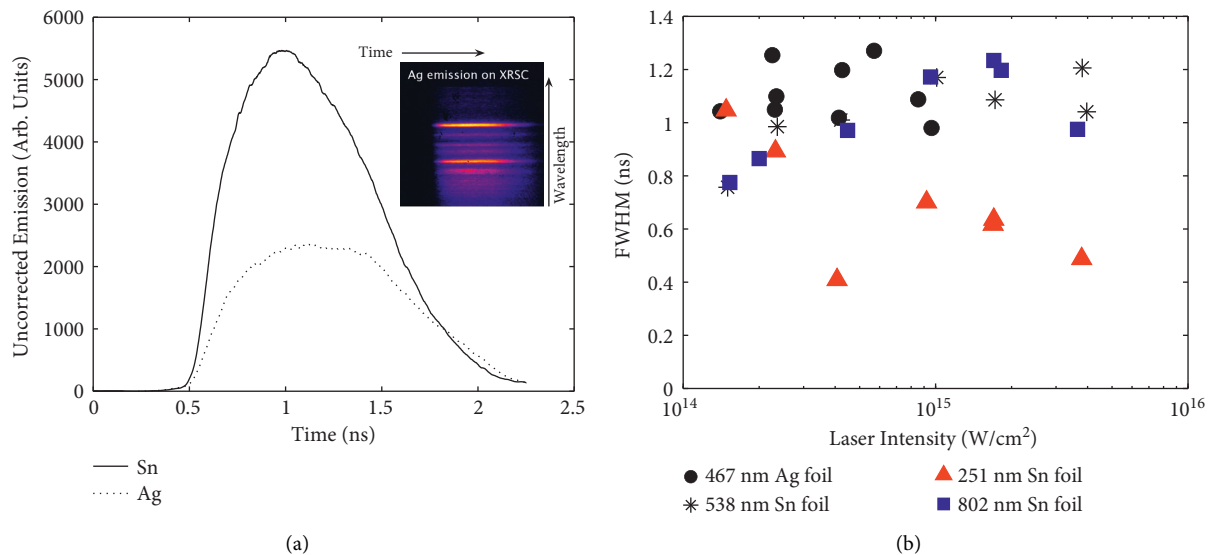 6000
5000
4000
3000
2000
1000
0
Uncorrected Emission (Arb. Units)
0 0.5 1 1.5 2 2.5
Time (ns)
Time
Ag emission on XRSC
Wavelength
Sn
Ag
(a)
1.4
1.2
1
0.8
0.6
0.4
0.2
0
FWHM (ns)
10^14 10^15 10^16
Laser Intensity (W/cm²)
467 nm Ag foil 251 nm Sn foil
538 nm Sn foil 802 nm Sn foil
(b)